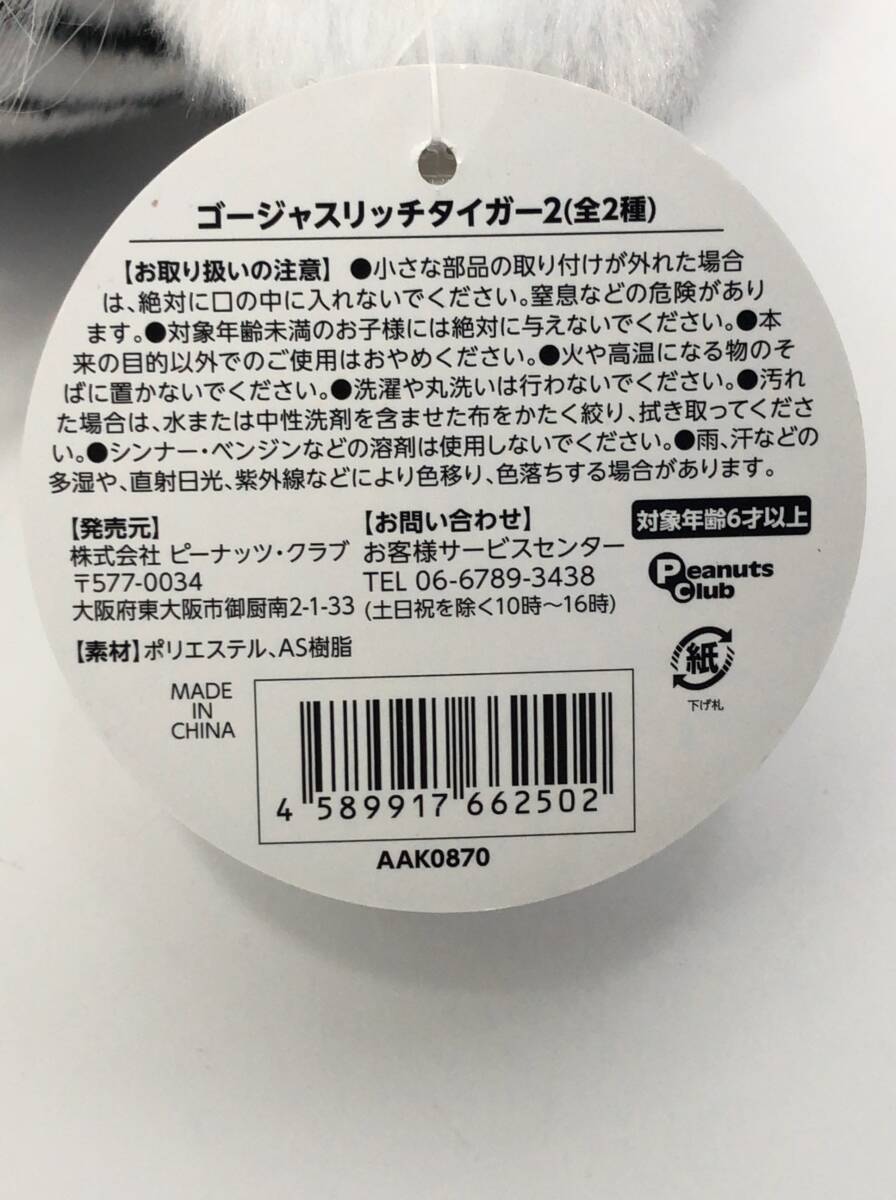 ゴージャスリッチタイガー2(全2種)
【お取り扱いの注意】 ●小さな部品の取り付けが外れた場合
は、絶対に口の中に入れないでください。窒息などの危険があり
ます。●対象年齢未満のお子様には絶対に与えないでください。●本
来の目的以外でのご使用はおやめください。●火や高温になる物のそ
ばに置かないでください。●洗濯や丸洗いは行わないでください。●汚れ
た場合は、水または中性洗剤を含ませた布をかたく絞り、拭き取ってくださ
い。●シンナー・ベンジンなどの溶剤は使用しないでください。●雨、汗などの
多湿や、直射日光、紫外線などにより色移り、色落ちする場合があります。
【発売元】
株式会社 ピーナッツ・クラブ
〒577-0034
大阪府東大阪市御厨南2-1-33
【お問い合わせ】
お客様サービスセンター
TEL 06-6789-3438
(土日祝を除く10時～16時)
対象年齢6才以上
Peanuts
Club
紙
下げ札
【素材】ポリエステル、AS樹脂
MADE
IN
CHINA
4 589917 662502
AAK0870